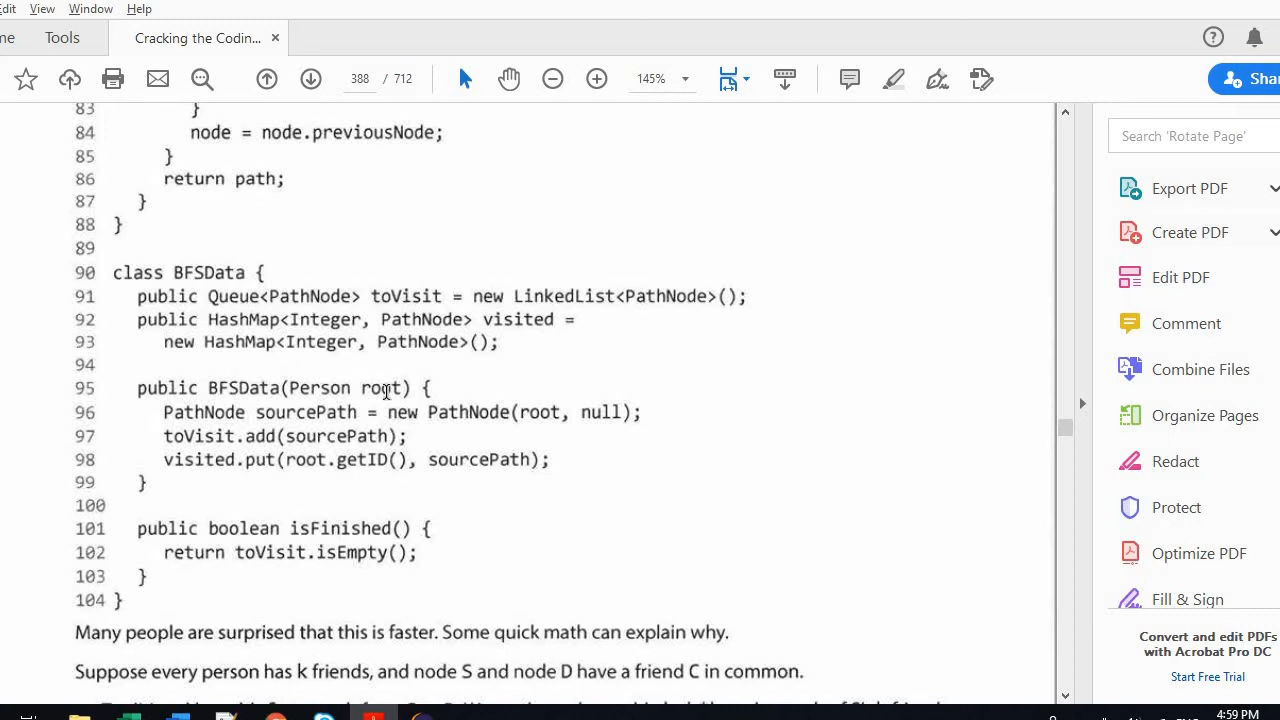 Edit View Window Help
me Tools Cracking the Codin... ×
388 / 712 145% Shar
83 }
84 node = node.previousNode;
85 }
86 return path;
87 }
88 }
89
90 class BFSData {
91 public Queue<PathNode> toVisit = new LinkedList<PathNode>();
92 public HashMap<Integer, PathNode> visited =
93 new HashMap<Integer, PathNode>();
94
95 public BFSData(Person root) {
96 PathNode sourcePath = new PathNode(root, null);
97 toVisit.add(sourcePath);
98 visited.put(root.getID(), sourcePath);
99 }
100
101 public boolean isFinished() {
102 return toVisit.isEmpty();
103 }
104 }
Many people are surprised that this is faster. Some quick math can explain why.
Suppose every person has k friends, and node S and node D have a friend C in common.
Search 'Rotate Page'
Export PDF
Create PDF
Edit PDF
Comment
Combine Files
Organize Pages
Redact
Protect
Optimize PDF
Fill & Sign
Convert and edit PDFs
with Acrobat Pro DC
Start Free Trial
4:59 PM